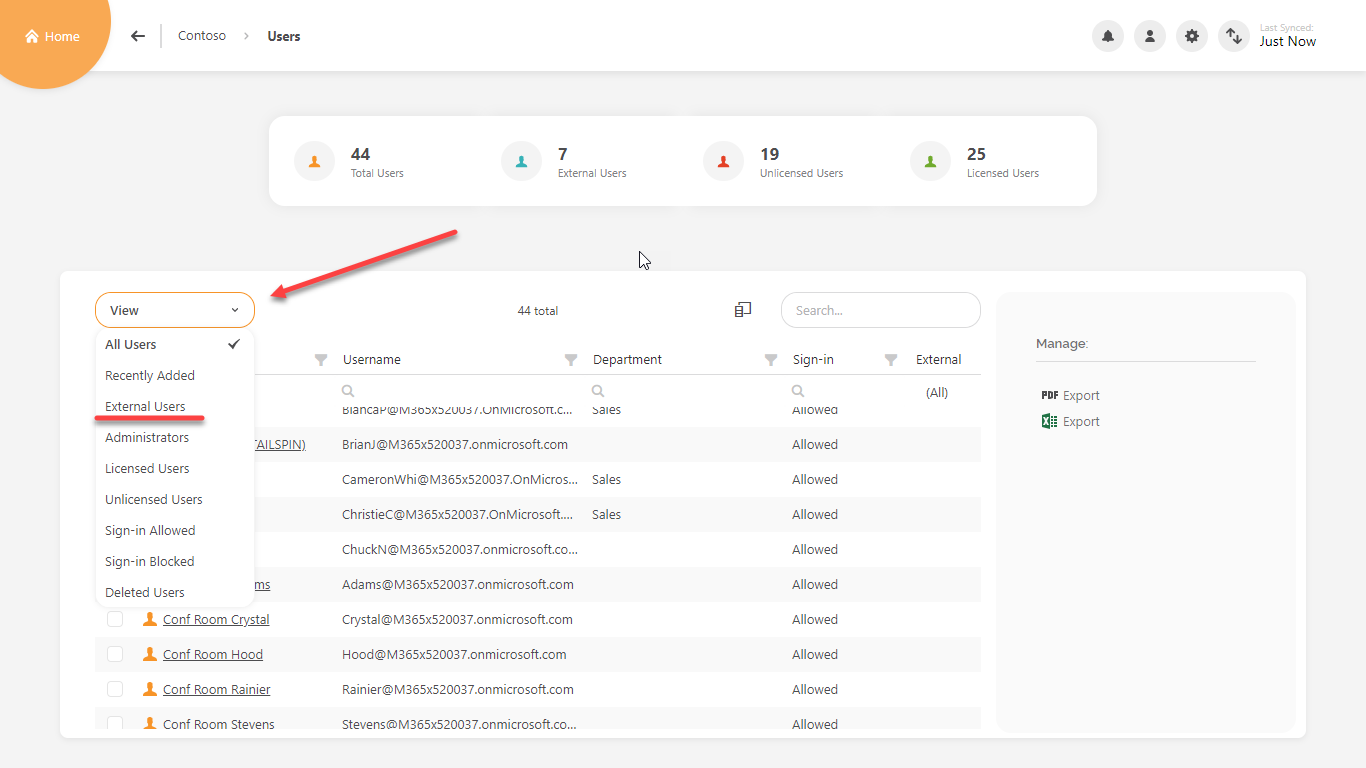 Home
Contoso > Users
Last Synced:
Just Now
44
Total Users
7
External Users
19
Unlicensed Users
25
Licensed Users
View
44 total
Search...
All Users
Recently Added
External Users
Administrators
Licensed Users
Unlicensed Users
Sign-in Allowed
Sign-in Blocked
Deleted Users
Username Department Sign-in External
(All)
BiancaP@M365x520037.OnMicrosoft.c... Sales Allowed
TAILSPIN) BrianJ@M365x520037.onmicrosoft.com Allowed
CameronWhi@M365x520037.OnMicros... Sales Allowed
ChristieC@M365x520037.OnMicrosoft.... Sales Allowed
ChuckN@M365x520037.onmicrosoft.co... Allowed
ms Adams@M365x520037.onmicrosoft.com Allowed
Conf Room Crystal Crystal@M365x520037.onmicrosoft.com Allowed
Conf Room Hood Hood@M365x520037.onmicrosoft.com Allowed
Conf Room Rainier Rainier@M365x520037.onmicrosoft.com Allowed
Conf Room Stevens Stevens@M365x520037.onmicrosoft.co... Allowed
Manage:
PDF Export
Export